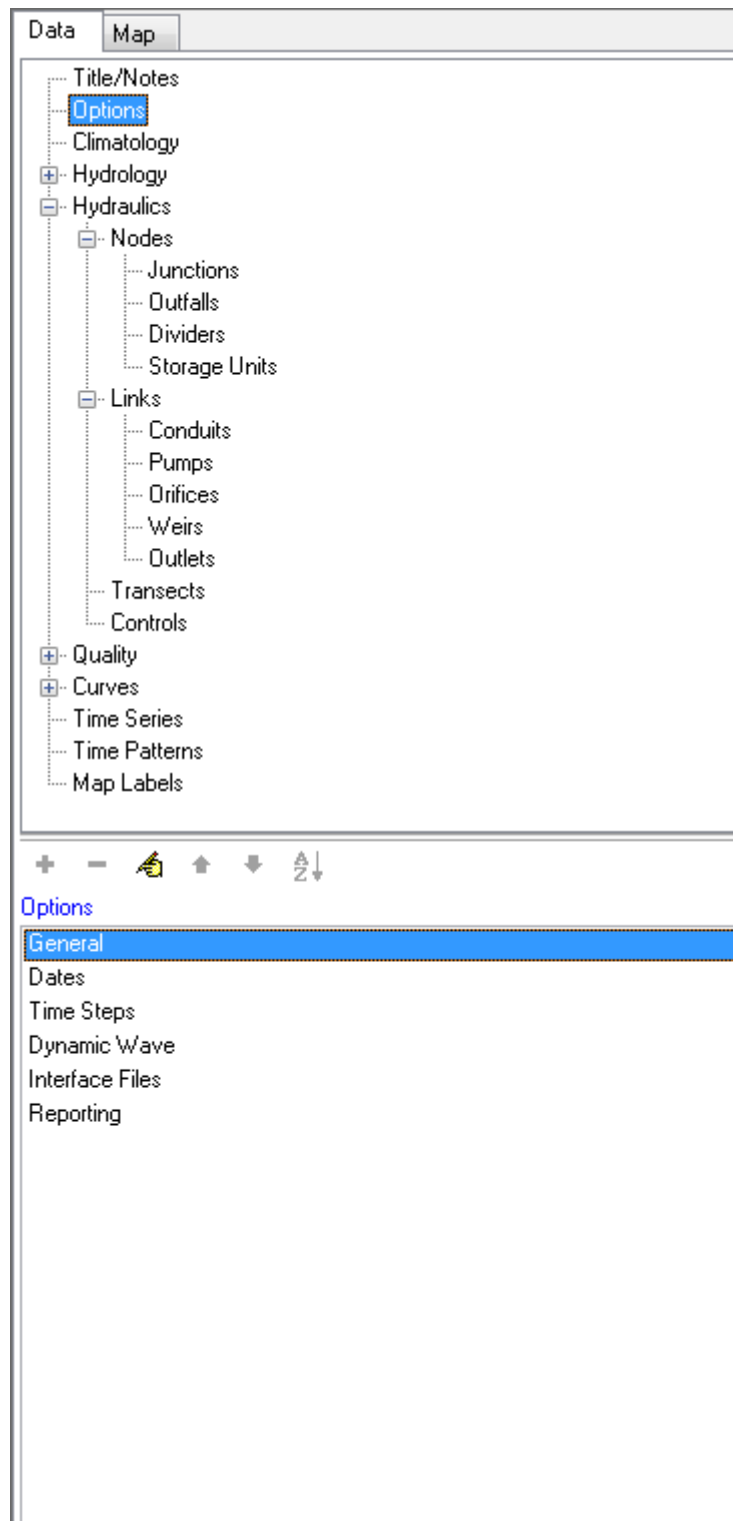 Data Map
Title/Notes
Options
Climatology
Hydrology
Hydraulics
Nodes
Junctions
Outfalls
Dividers
Storage Units
Links
Conduits
Pumps
Orifices
Weirs
Outlets
Transects
Controls
Quality
Curves
Time Series
Time Patterns
Map Labels
A
Z
Options
General
Dates
Time Steps
Dynamic Wave
Interface Files
Reporting